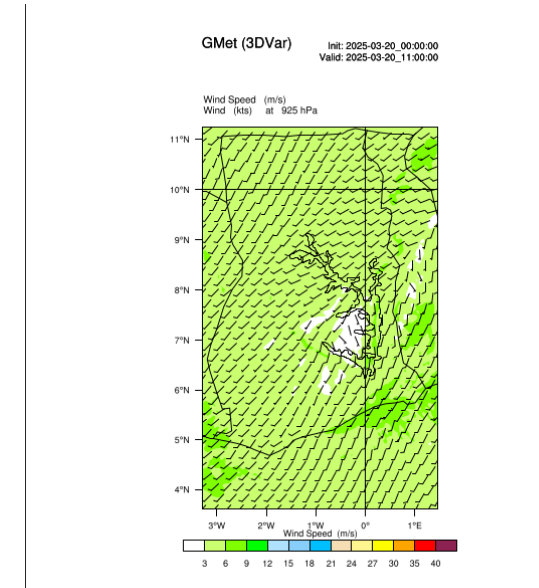 GMet (3DVar)
Init: 2025-03-20_00:00:00
Valid: 2025-03-20_11:00:00
Wind Speed (m/s)
Wind (kts) at 925 hPa
11°N
10°N
9°N
8°N
7°N
6°N
5°N
4°N
3°W 2°W 1°W 0° 1°E
Wind Speed (m/s)
3 6 9 12 15 18 21 24 27 30 35 40